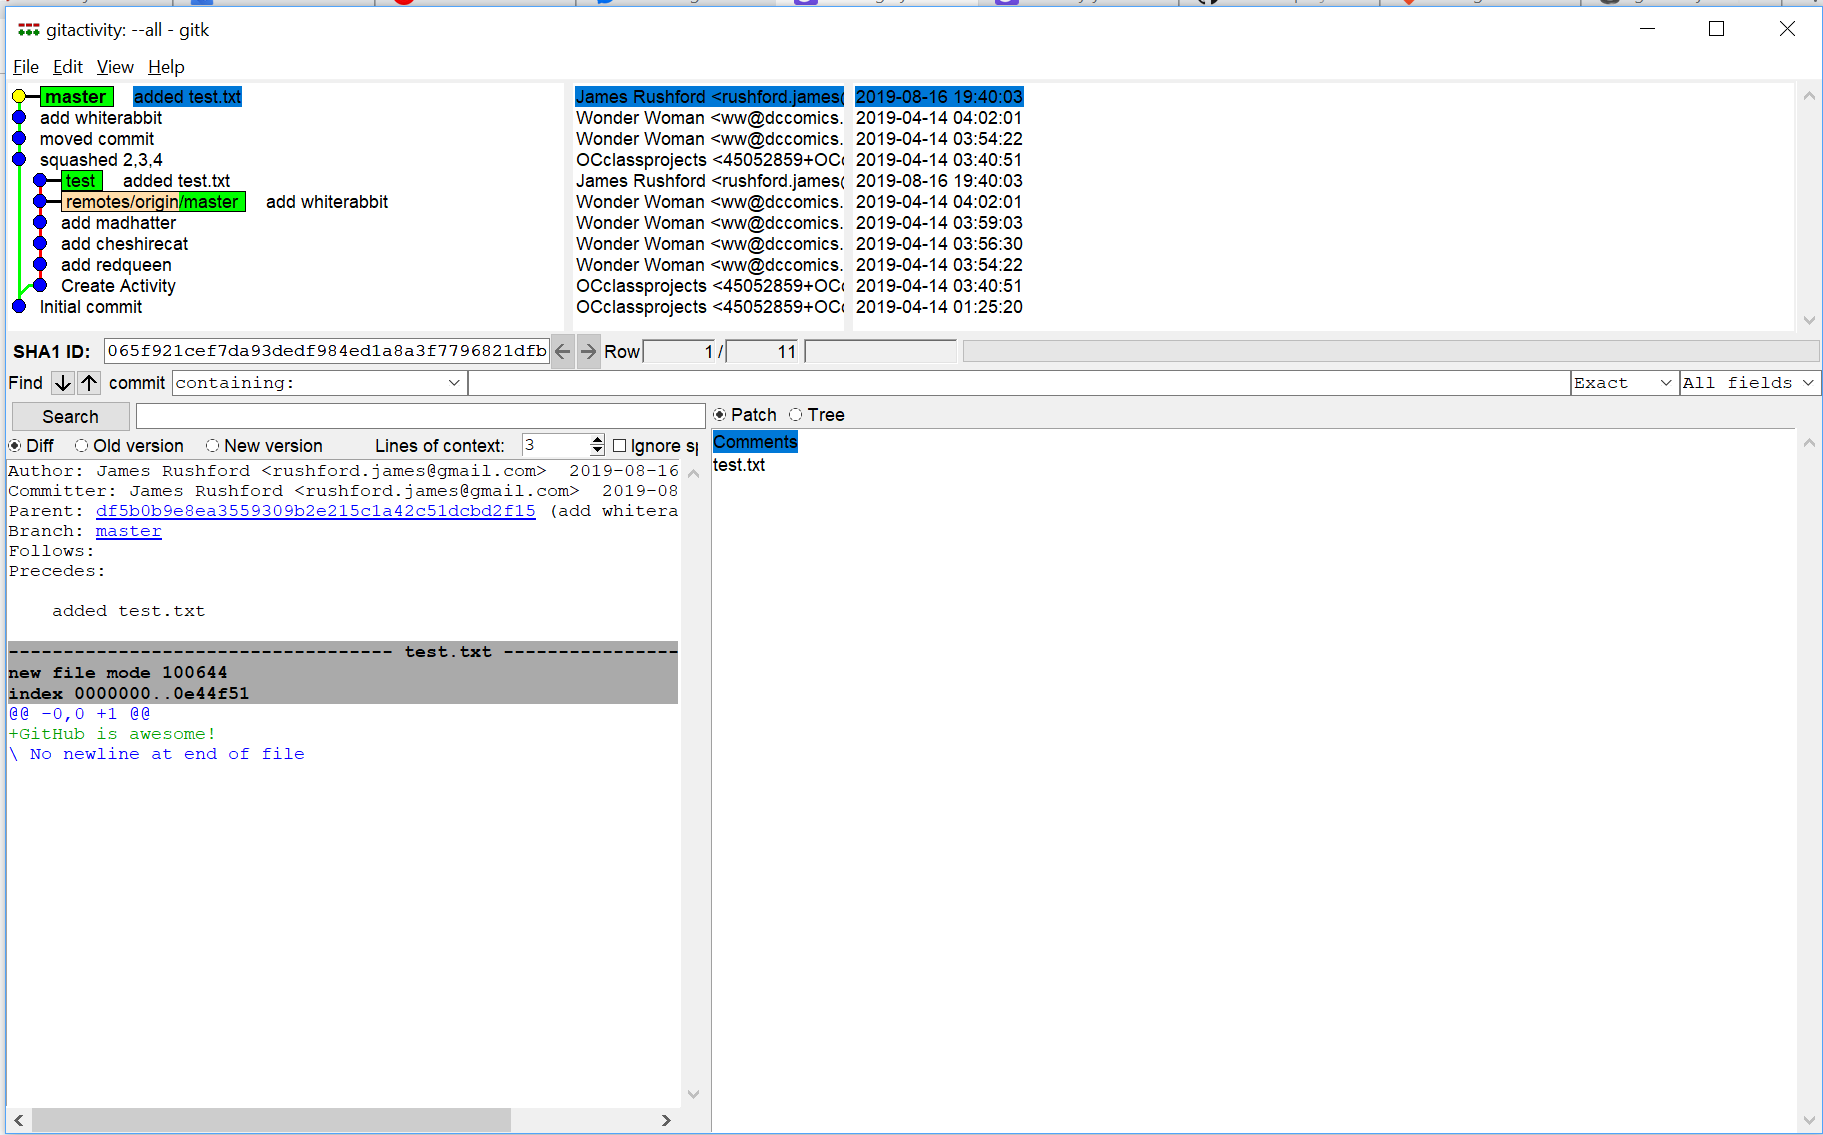 gitactivity: --all - gitk
File Edit View Help
master added test.txt James Rushford <rushford.james( 2019-08-16 19:40:03
add whiterabbit Wonder Woman <ww@dccomics. 2019-04-14 04:02:01
moved commit Wonder Woman <ww@dccomics. 2019-04-14 03:54:22
squashed 2,3,4 OCclassprojects <45052859+OCc 2019-04-14 03:40:51
test added test.txt James Rushford <rushford.james( 2019-08-16 19:40:03
remotes/origin/master add whiterabbit Wonder Woman <ww@dccomics. 2019-04-14 04:02:01
add madhatter Wonder Woman <ww@dccomics. 2019-04-14 03:59:03
add cheshirecat Wonder Woman <ww@dccomics. 2019-04-14 03:56:30
add redqueen Wonder Woman <ww@dccomics. 2019-04-14 03:54:22
Create Activity OCclassprojects <45052859+OCc 2019-04-14 03:40:51
Initial commit OCclassprojects <45052859+OCc 2019-04-14 01:25:20
SHA1 ID: 065f921cef7da93dedf984ed1a8a3f7796821dfb Row 1 / 11
Find commit containing: Exact All fields
Search Patch Tree
Diff Old version New version Lines of context: 3 Ignore sp
Comments
test.txt
Author: James Rushford <rushford.james@gmail.com> 2019-08-16
Committer: James Rushford <rushford.james@gmail.com> 2019-08
Parent: df5b0b9e8ea3559309b2e215c1a42c51dcbd2f15 (add whitera
Branch: master
Follows:
Precedes:
added test.txt
----------------------------------- test.txt ----------------
new file mode 100644
index 0000000..0e44f51
@@ -0,0 +1 @@
+GitHub is awesome!
\ No newline at end of file